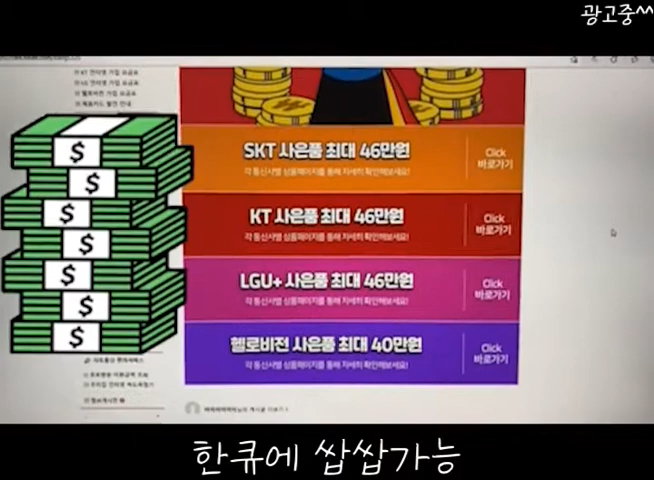 광고중^^
SKT 사은품 최대 46만원
각 통신사별 상품페이지를 통해 자세히 확인해보세요!
Click
바로가기
KT 사은품 최대 46만원
각 통신사별 상품페이지를 통해 자세히 확인해보세요!
Click
바로가기
LGU+ 사은품 최대 46만원
각 통신사별 상품페이지를 통해 자세히 확인해보세요!
Click
바로가기
헬로비전 사은품 최대 40만원
각 통신사별 상품페이지를 통해 자세히 확인해보세요!
Click
바로가기
$
$
$
$
$
$
$
한큐에 쌉쌉가능